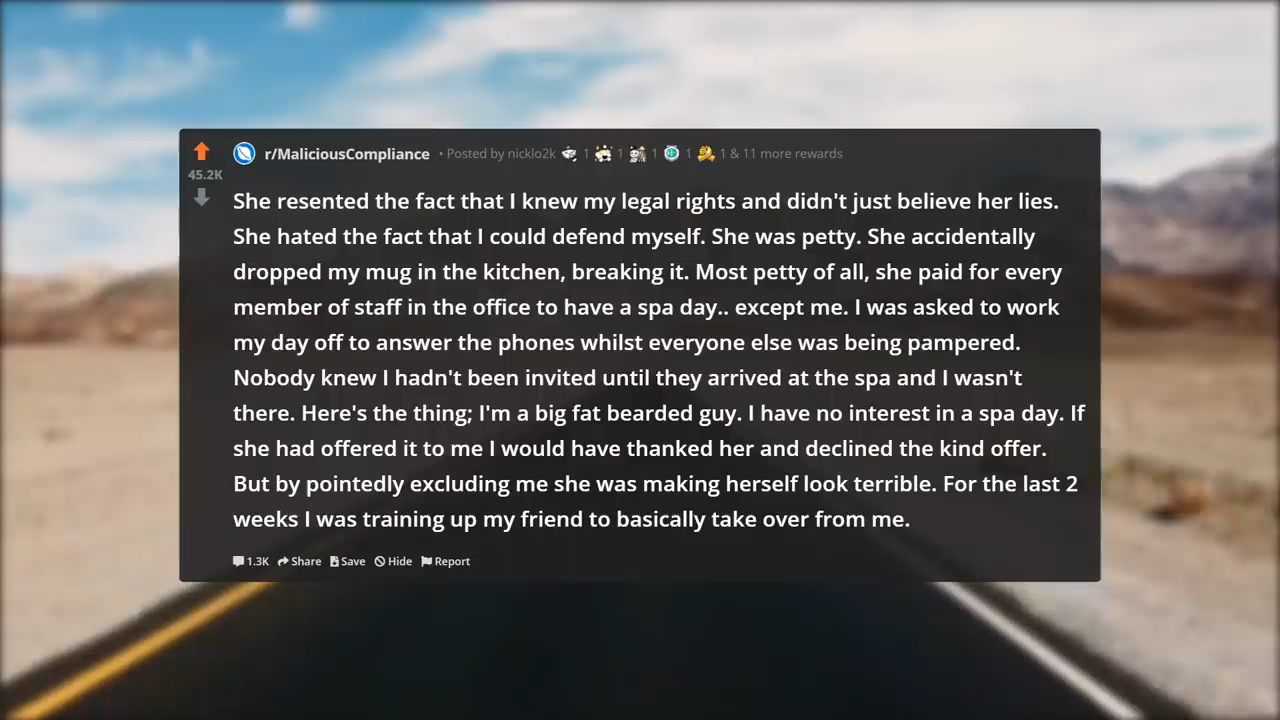 r/MaliciousCompliance • Posted by nicklo2k 1 1 1 1 1 & 11 more rewards
45.2K
She resented the fact that I knew my legal rights and didn't just believe her lies.
She hated the fact that I could defend myself. She was petty. She accidentally
dropped my mug in the kitchen, breaking it. Most petty of all, she paid for every
member of staff in the office to have a spa day.. except me. I was asked to work
my day off to answer the phones whilst everyone else was being pampered.
Nobody knew I hadn't been invited until they arrived at the spa and I wasn't
there. Here's the thing; I'm a big fat bearded guy. I have no interest in a spa day. If
she had offered it to me I would have thanked her and declined the kind offer.
But by pointedly excluding me she was making herself look terrible. For the last 2
weeks I was training up my friend to basically take over from me.
1.3K Share Save Hide Report